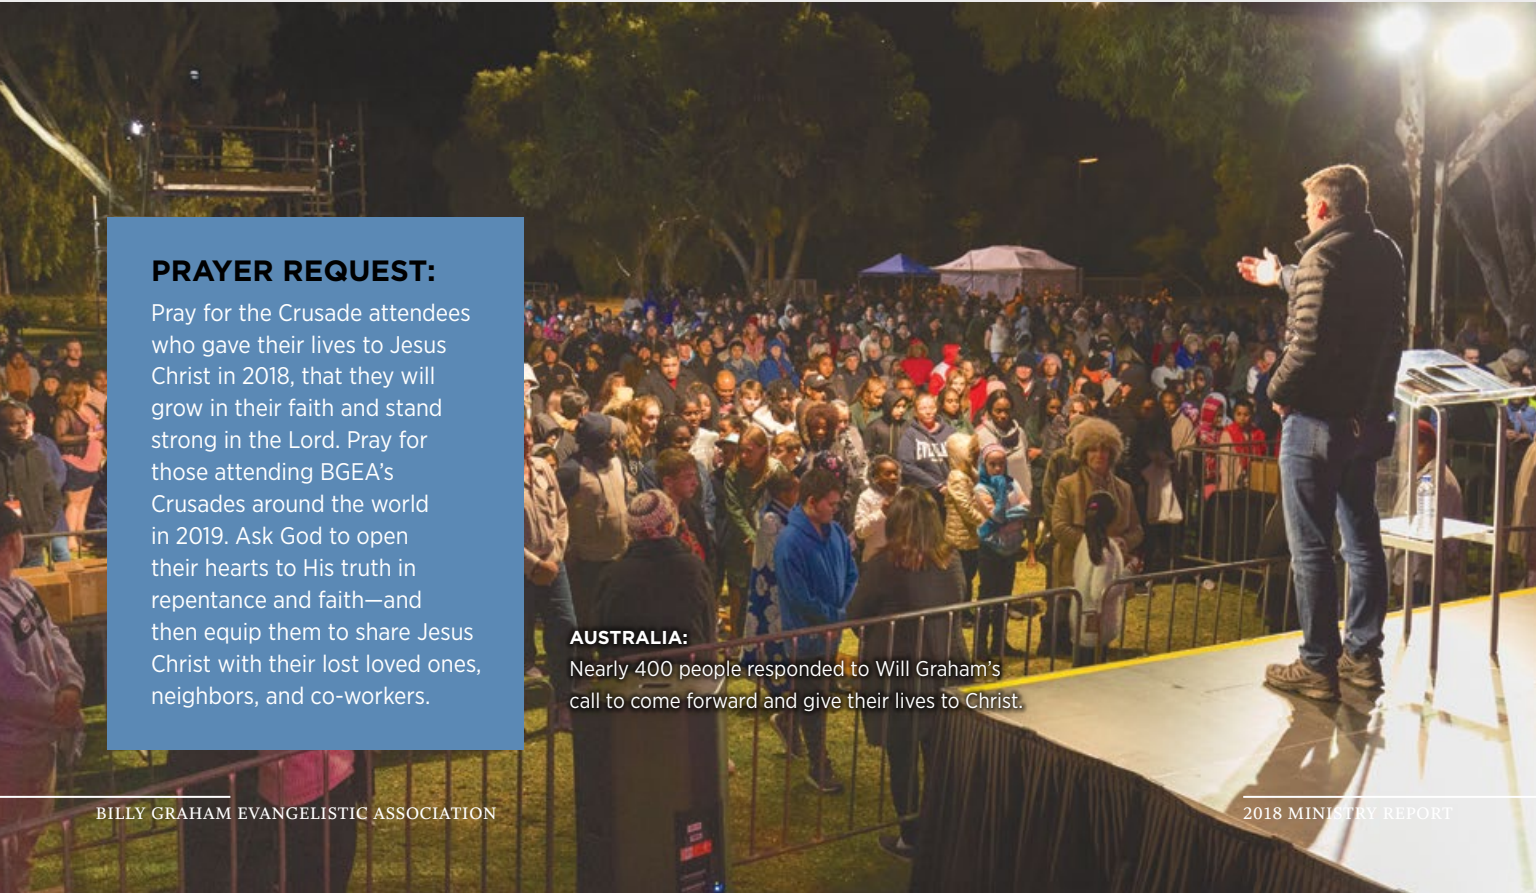 PRAYER REQUEST:
Pray for the Crusade attendees
who gave their lives to Jesus
Christ in 2018, that they will
grow in their faith and stand
strong in the Lord. Pray for
those attending BGEA’s
Crusades around the world
in 2019. Ask God to open
their hearts to His truth in
repentance and faith—and
then equip them to share Jesus
Christ with their lost loved ones,
neighbors, and co-workers.
AUSTRALIA:
Nearly 400 people responded to Will Graham’s
call to come forward and give their lives to Christ.
BILLY GRAHAM EVANGELISTIC ASSOCIATION
2018 MINISTRY REPORT